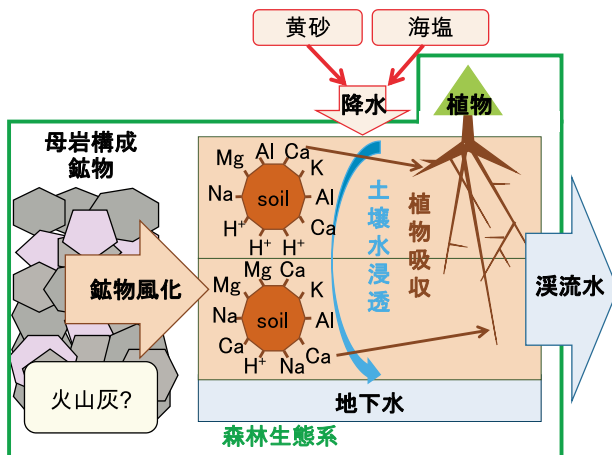 黄砂
海塩
降水
植物
母岩構成
鉱物
Mg
Al
Ca
K
Na
soil
Al
Ca
H⁺
H⁺
H⁺
土壌水浸透
植物吸収
鉱物風化
渓流水
Mg
Mg
Ca
K
Na
soil
Al
Ca
H⁺
Na
Ca
火山灰?
地下水
森林生態系